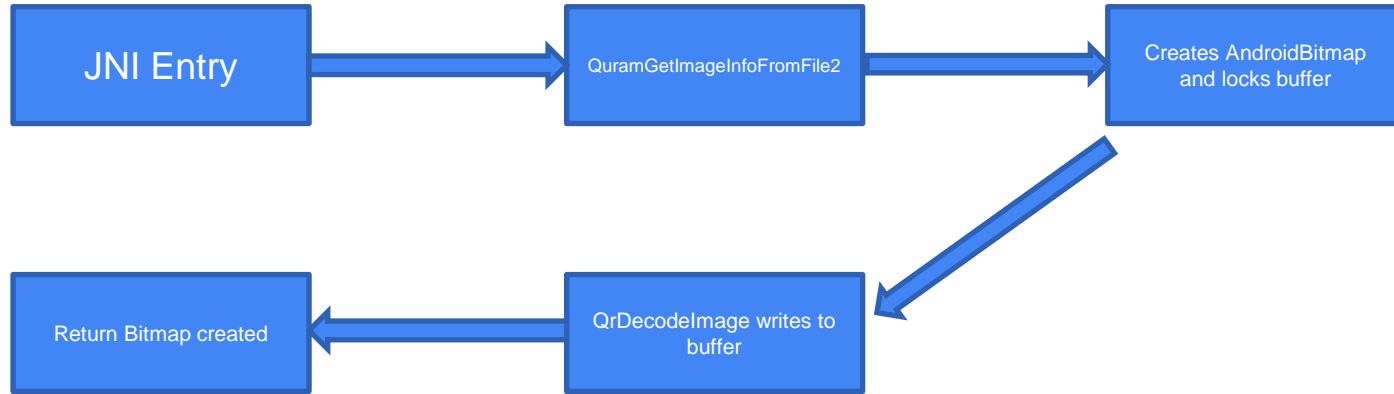 JNI Entry
QuramGetImageInfoFromFile2
Creates AndroidBitmap
and locks buffer
QrDecodeImage writes to
buffer
Return Bitmap created